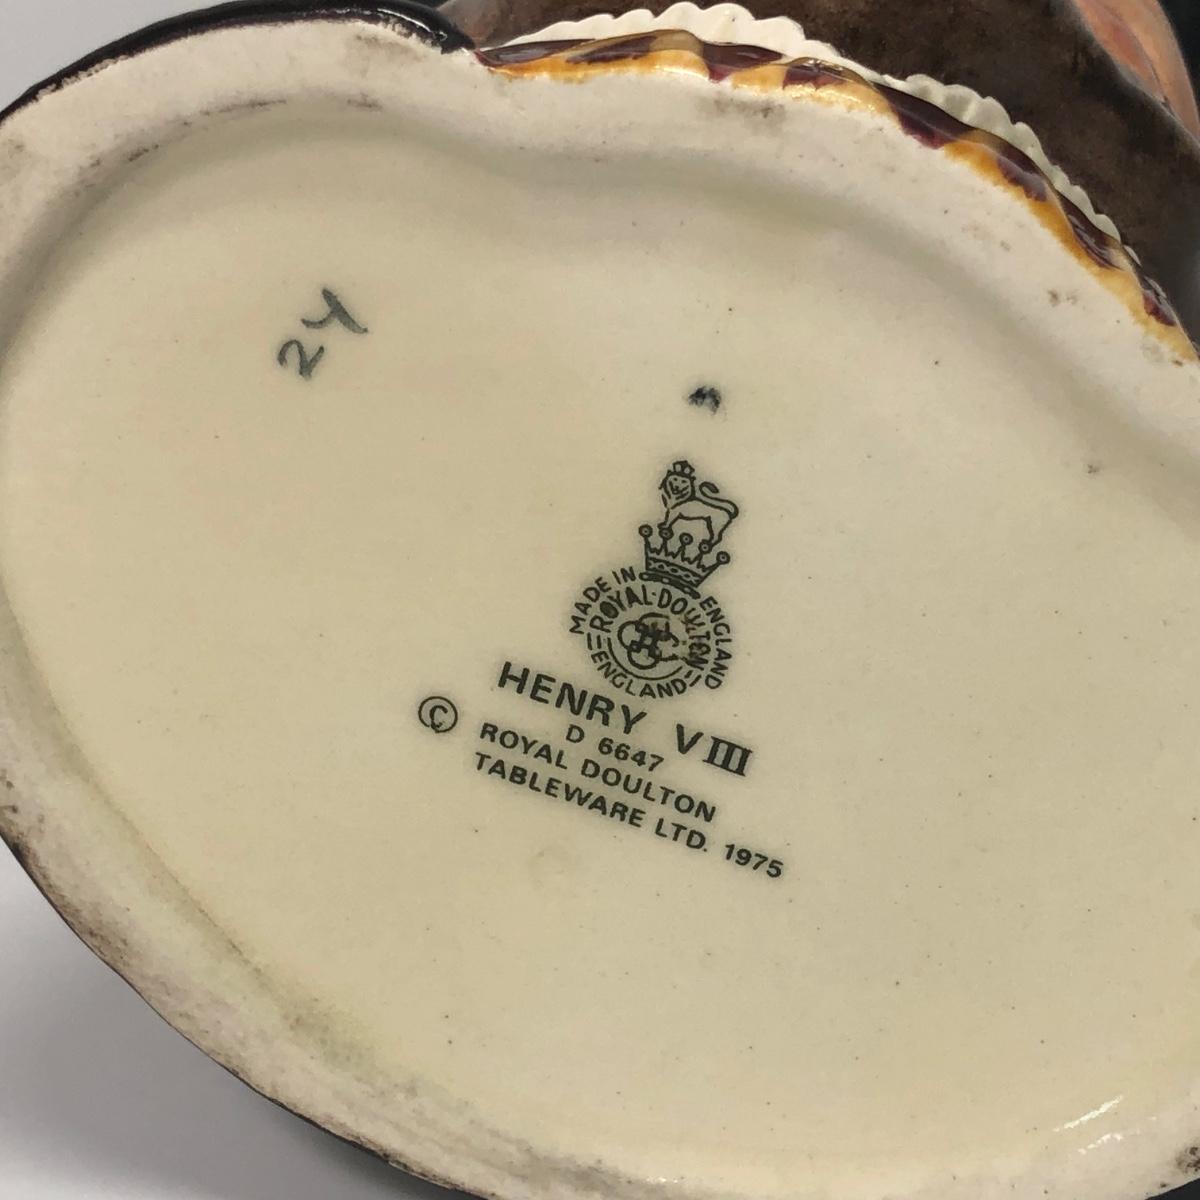 24
MADE IN ENGLAND
ROYAL·DOULTON
ENGLAND
HENRY VIII
D 6647
© ROYAL DOULTON
TABLEWARE LTD. 1975